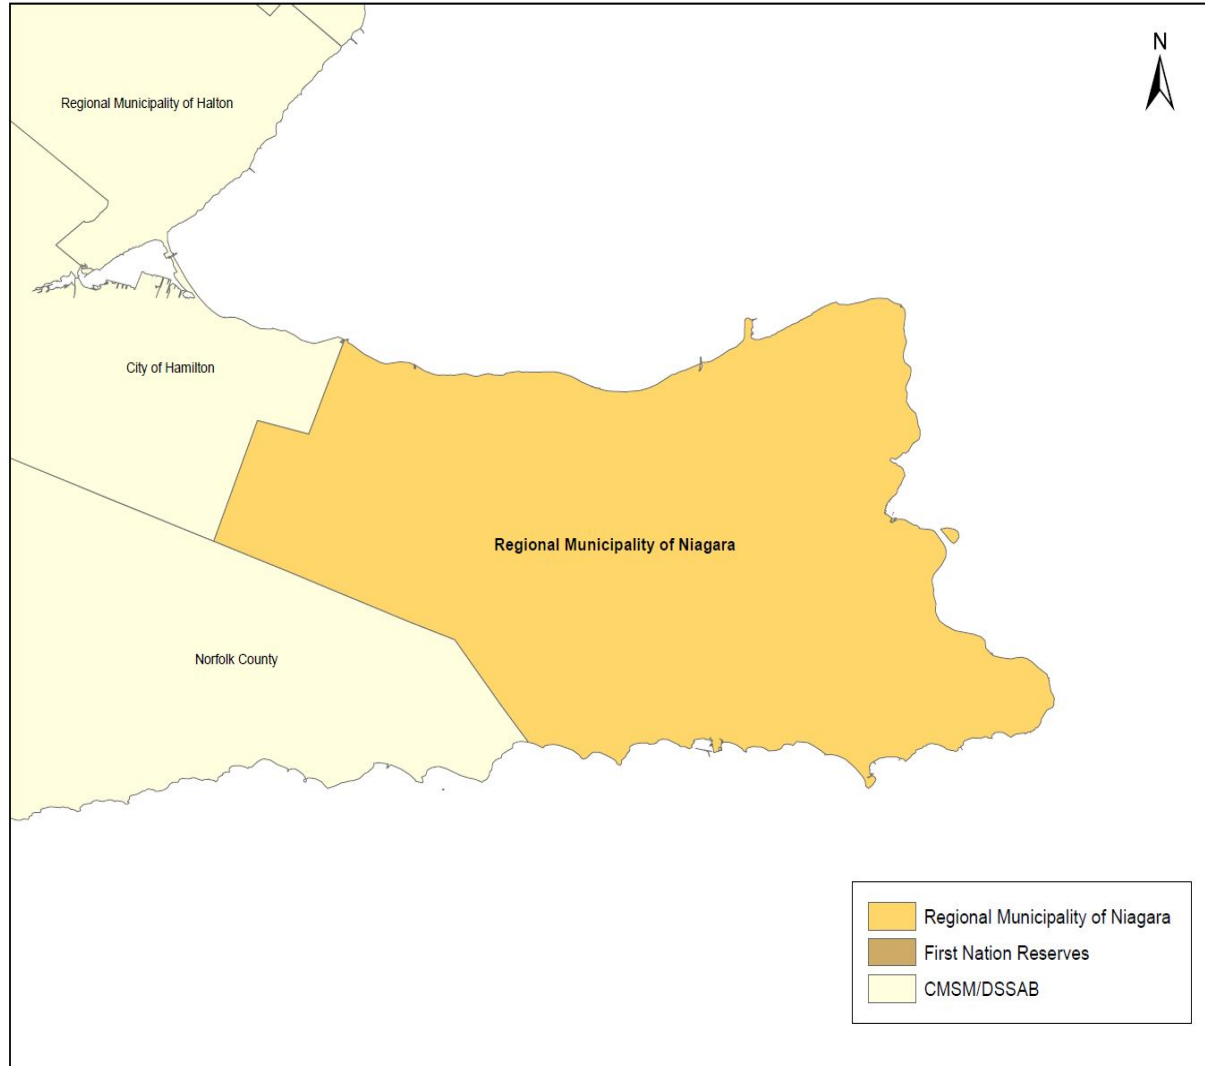 N
Regional Municipality of Halton
City of Hamilton
Regional Municipality of Niagara
Norfolk County
Regional Municipality of Niagara
First Nation Reserves
CMSM/DSSAB